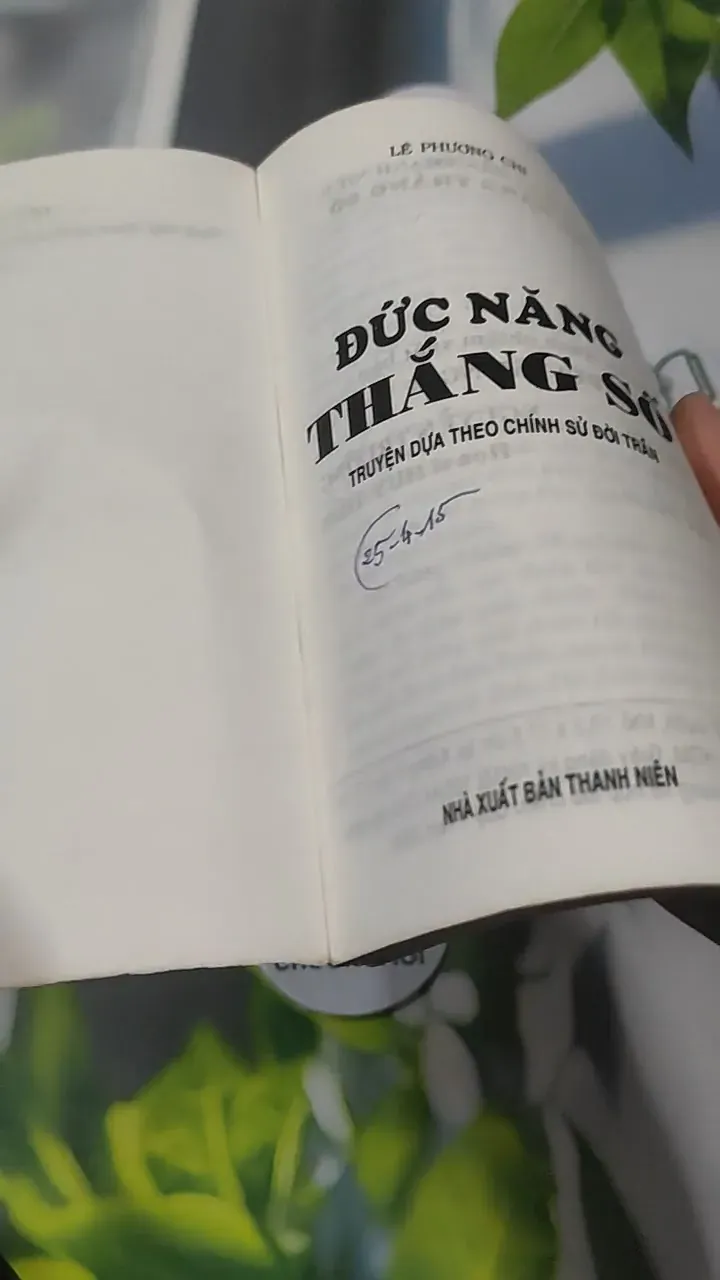 LÊ PHƯƠNG CHI
ĐỨC NĂNG
THẮNG SỐ
TRUYỆN DỰA THEO CHÍNH SỬ ĐỜI TRẦN
25-4-15
NHÀ XUẤT BẢN THANH NIÊN